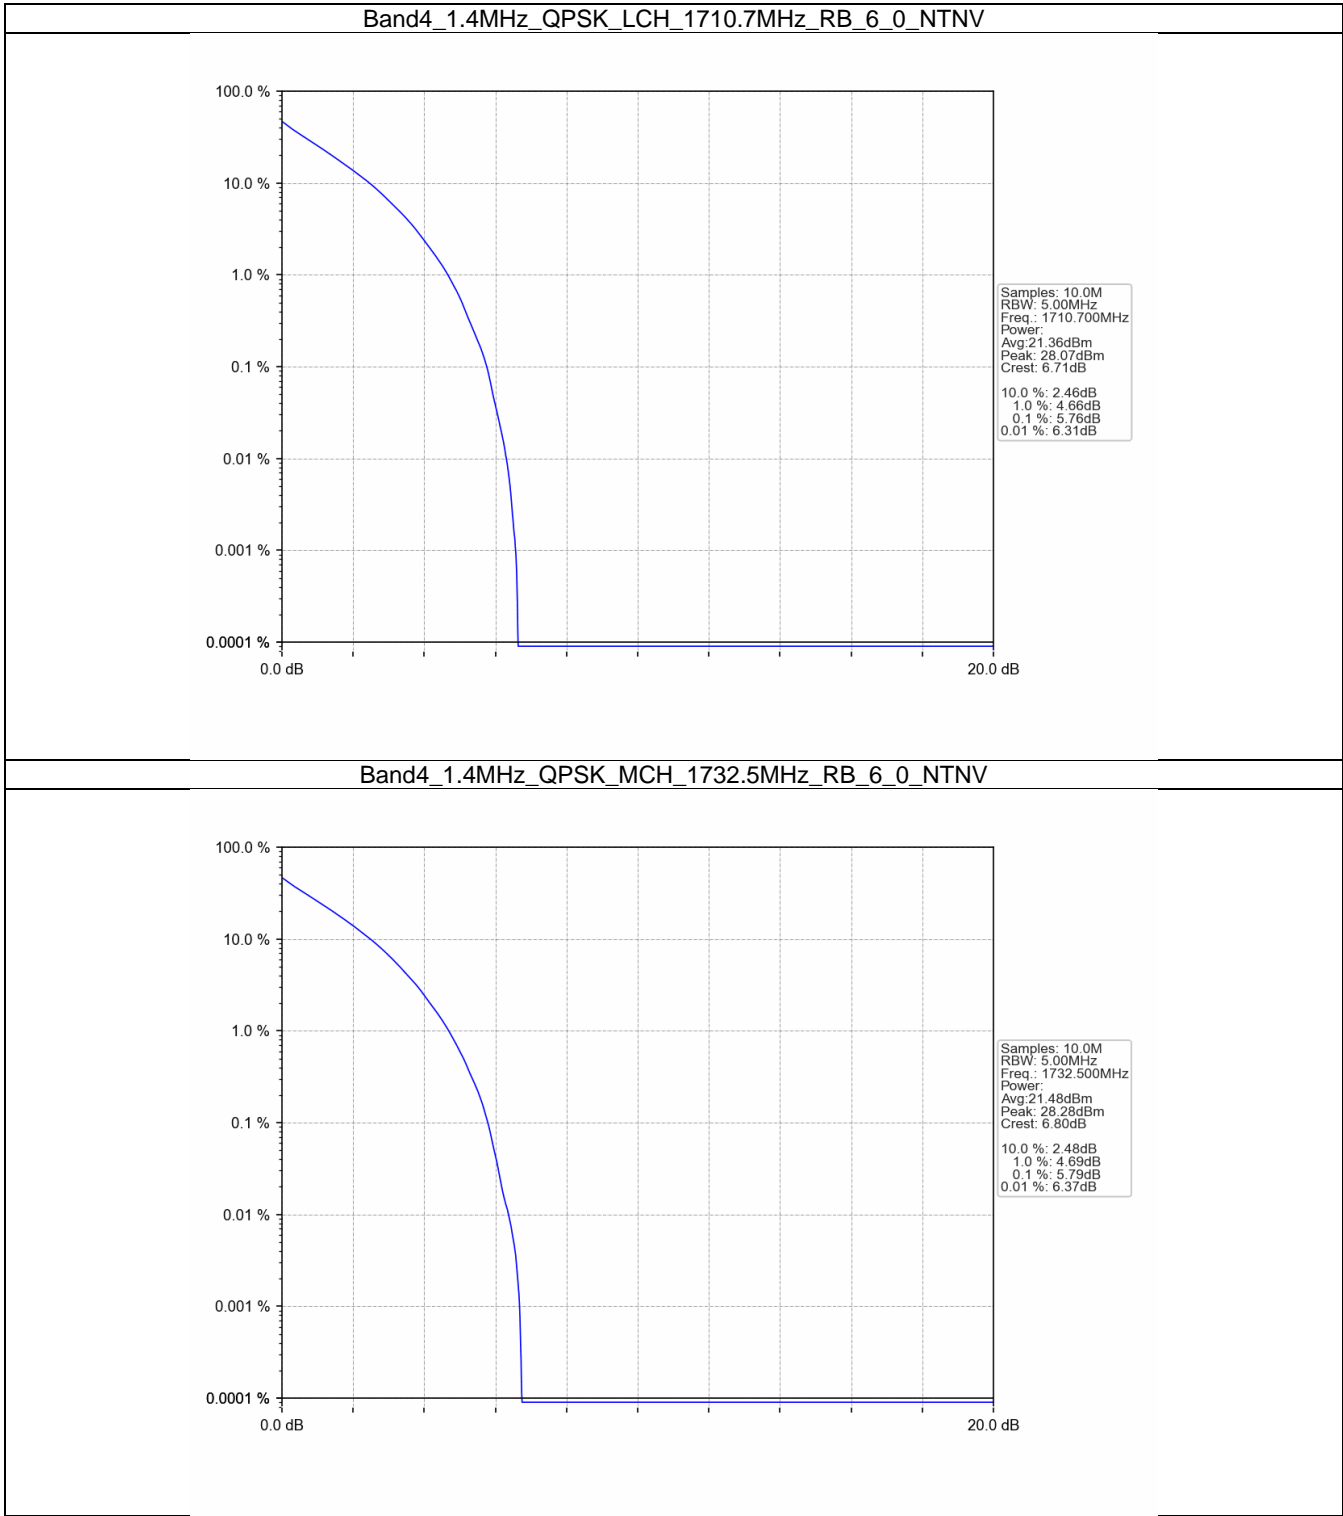 Band4_1.4MHz_QPSK_LCH_1710.7MHz_RB_6_0_NTNV
100.0 %
10.0 %
1.0 %
0.1 %
0.01 %
0.001 %
0.0001 %
0.0 dB
20.0 dB
Samples: 10.0M
RBW: 5.00MHz
Freq.: 1710.700MHz
Power:
Avg:21.36dBm
Peak: 28.07dBm
Crest: 6.71dB
10.0 %: 2.46dB
1.0 %: 4.66dB
0.1 %: 5.76dB
0.01 %: 6.31dB
Band4_1.4MHz_QPSK_MCH_1732.5MHz_RB_6_0_NTNV
100.0 %
10.0 %
1.0 %
0.1 %
0.01 %
0.001 %
0.0001 %
0.0 dB
20.0 dB
Samples: 10.0M
RBW: 5.00MHz
Freq.: 1732.500MHz
Power:
Avg:21.48dBm
Peak: 28.28dBm
Crest: 6.80dB
10.0 %: 2.48dB
1.0 %: 4.69dB
0.1 %: 5.79dB
0.01 %: 6.37dB